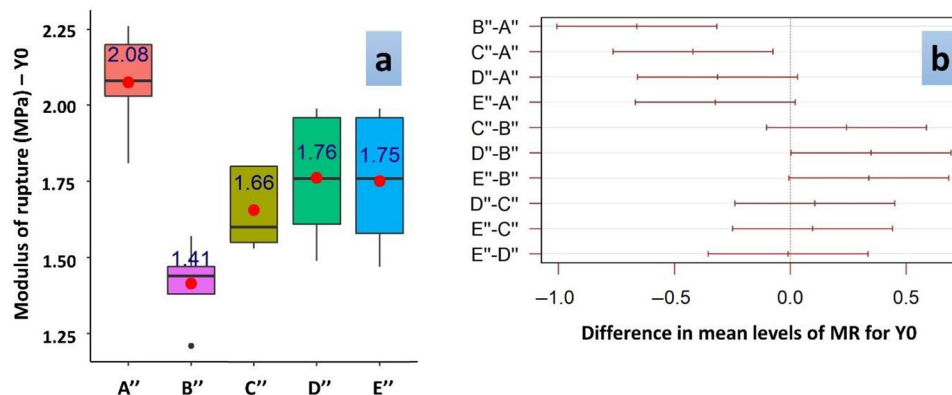 Modulus of rupture (MPa) – Y0
2.25
2.00
1.75
1.50
1.25
2.08
1.41
1.66
1.76
1.75
a
A’’
B’’
C’’
D’’
E’’
b
B"-A"
C"-A"
D"-A"
E"-A"
C"-B"
D"-B"
E"-B"
D"-C"
E"-C"
E"-D"
−1.0
−0.5
0.0
0.5
Difference in mean levels of MR for Y0